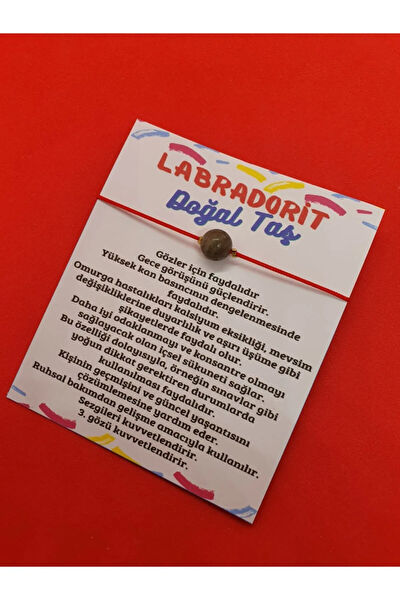 LABRADORİT
Doğal Taş
Gözler için faydalıdır
Gece görüşünü güçlendirir.
Yüksek kan basıncının dengelenmesinde
faydalıdır.
Omurga hastalıkları kalsiyum eksikliği, mevsim
değişikliklerine duyarlılık ve aşırı üşüme gibi
şikayetlerde faydalı olur.
Daha iyi odaklanmayı ve konsantre olmayı
sağlayacak olan içsel sükuneti sağlar.
Bu özelliği dolayısıyla, örneğin sınavlar gibi
yoğun dikkat gerektiren durumlarda
kullanılması faydalıdır.
Kişinin geçmişini ve güncel yaşantısını
çözümlemesine yardım eder.
Ruhsal bakımdan gelişme amacıyla kullanılır.
Sezgileri kuvvetlendirir.
3. gözü kuvvetlendirir.